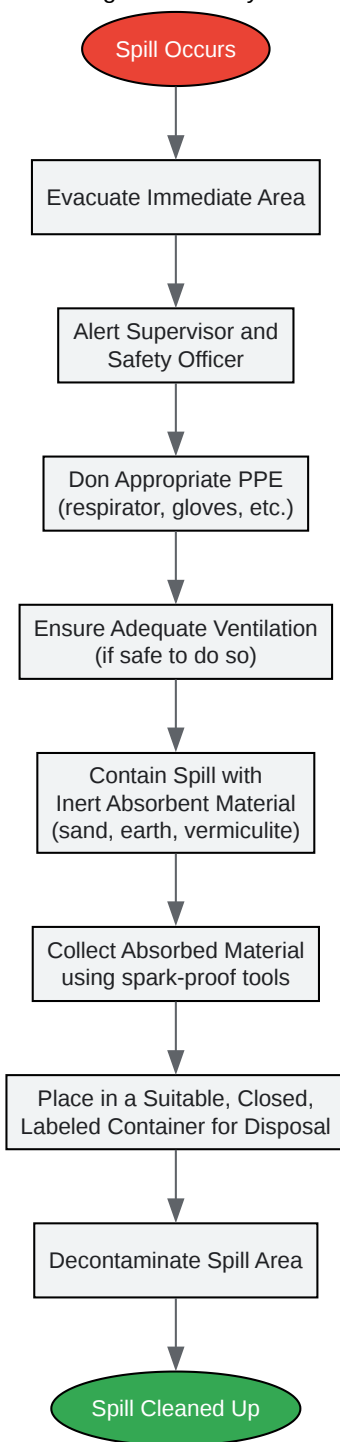 Spill Occurs
Evacuate Immediate Area
Alert Supervisor and
Safety Officer
Don Appropriate PPE
(respirator, gloves, etc.)
Ensure Adequate Ventilation
(if safe to do so)
Contain Spill with
Inert Absorbent Material
(sand, earth, vermiculite)
Collect Absorbed Material
using spark-proof tools
Place in a Suitable, Closed,
Labeled Container for Disposal
Decontaminate Spill Area
Spill Cleaned Up